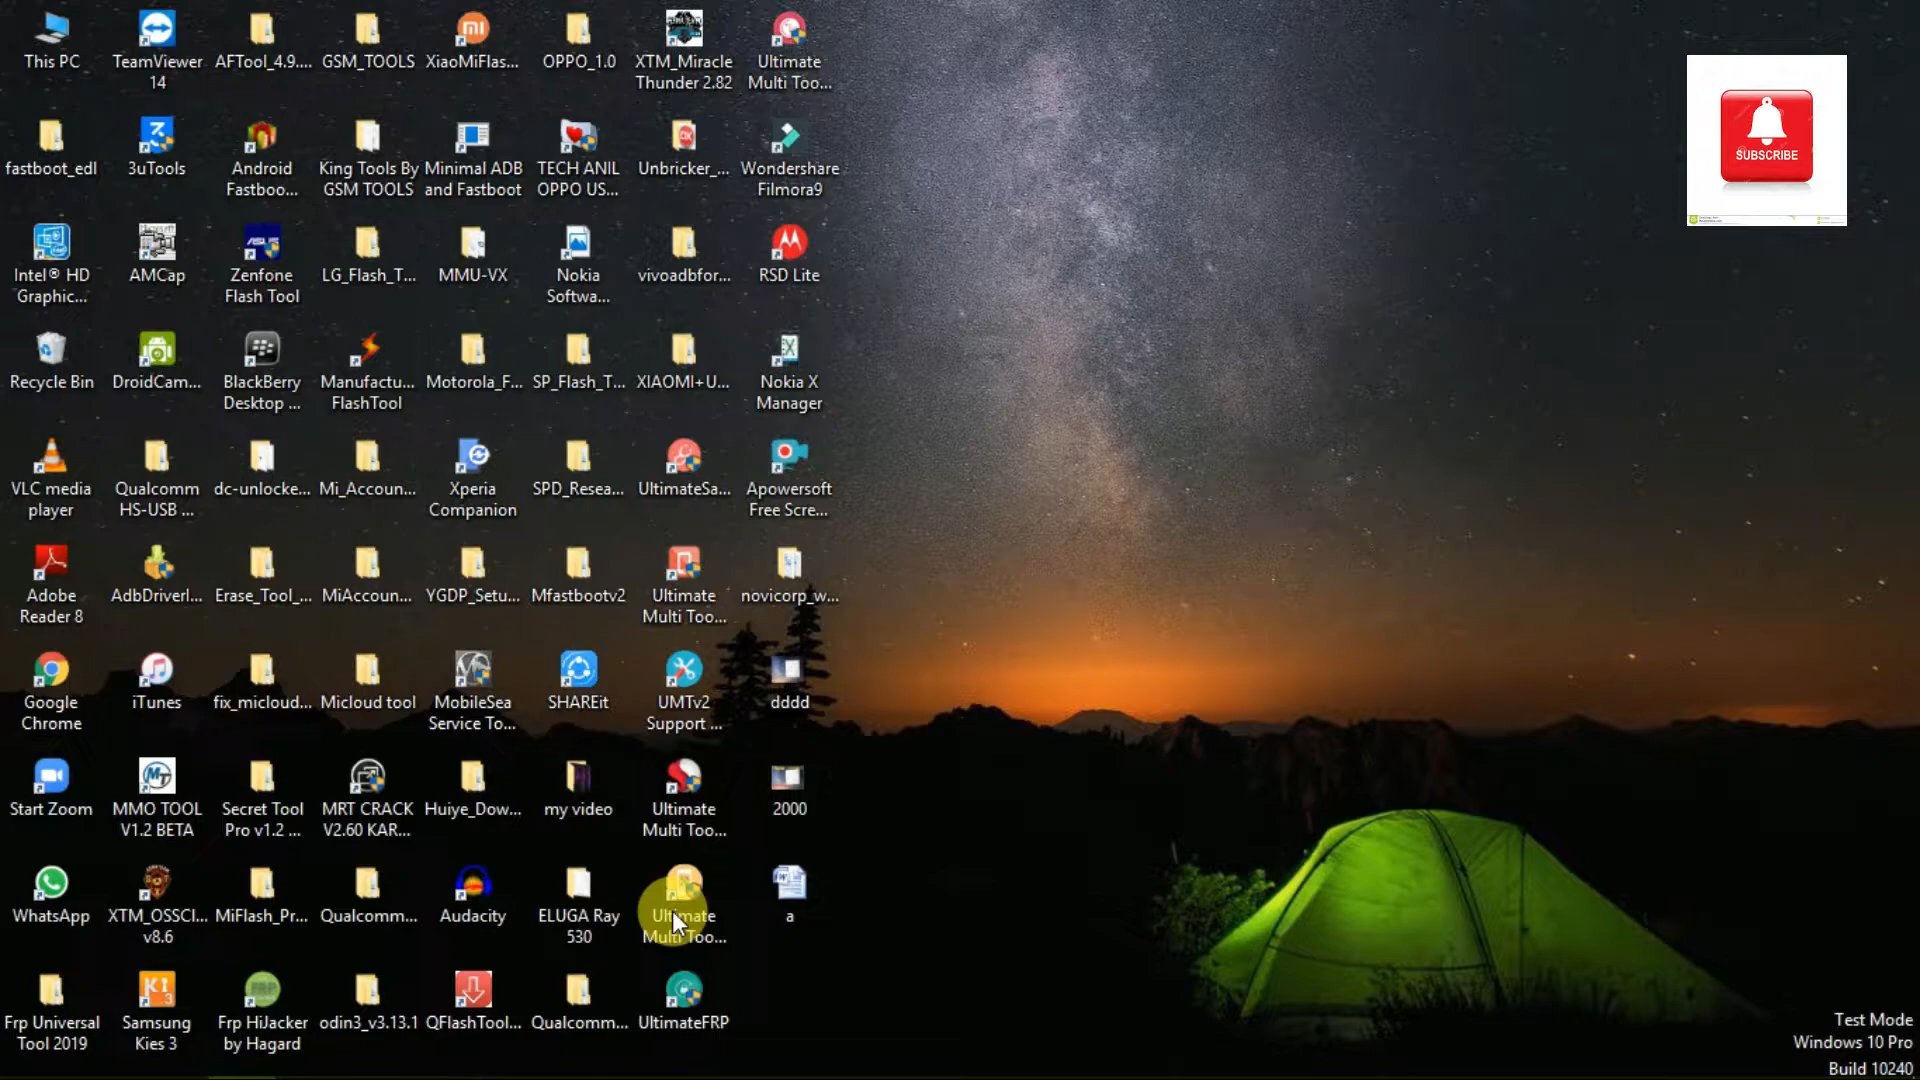 This PC
TeamViewer
14
AFTool_4.9....
GSM_TOOLS
XiaoMiFlas...
OPPO_1.0
XTM_Miracle
Thunder 2.82
Ultimate
Multi Too...
fastboot_edl
3uTools
Android
Fastboo...
King Tools By
GSM TOOLS
Minimal ADB
and Fastboot
TECH ANIL
OPPO US...
Unbricker_...
Wondershare
Filmora9
Intel® HD
Graphic...
AMCap
Zenfone
Flash Tool
LG_Flash_T...
MMU-VX
Nokia
Softwa...
vivoadbfor...
RSD Lite
Recycle Bin
DroidCam...
BlackBerry
Desktop ...
Manufactu...
FlashTool
Motorola_F...
SP_Flash_T...
XIAOMI+U...
Nokia X
Manager
VLC media
player
Qualcomm
HS-USB ...
dc-unlocke...
Mi_Accoun...
Xperia
Companion
SPD_Resea...
UltimateSa...
Apowersoft
Free Scre...
Adobe
Reader 8
AdbDriverI...
Erase_Tool_...
MiAccoun...
YGDP_Setu...
Mfastbootv2
Ultimate
Multi Too...
novicorp_w...
Google
Chrome
iTunes
fix_micloud...
Micloud tool
MobileSea
Service To...
SHAREit
UMTv2
Support ...
dddd
Start Zoom
MMO TOOL
V1.2 BETA
Secret Tool
Pro v1.2 ...
MRT CRACK
V2.60 KAR...
Huiye_Dow...
my video
Ultimate
Multi Too...
2000
WhatsApp
XTM_OSSCI...
v8.6
MiFlash_Pr...
Qualcomm...
Audacity
ELUGA Ray
530
Ultimate
Multi Too...
a
Frp Universal
Tool 2019
Samsung
Kies 3
Frp HiJacker
by Hagard
odin3_v3.13.1
QFlashTool...
Qualcomm...
UltimateFRP
SUBSCRIBE
Test Mode
Windows 10 Pro
Build 10240